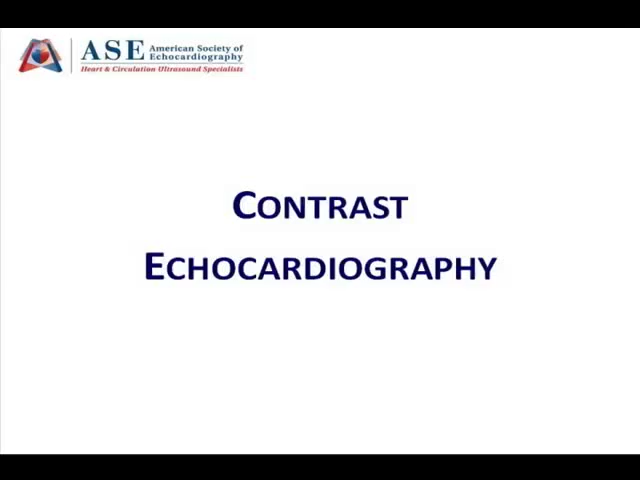 ASE American Society of
Echocardiography
Heart & Circulation Ultrasound Specialists
CONTRAST
ECHOCARDIOGRAPHY